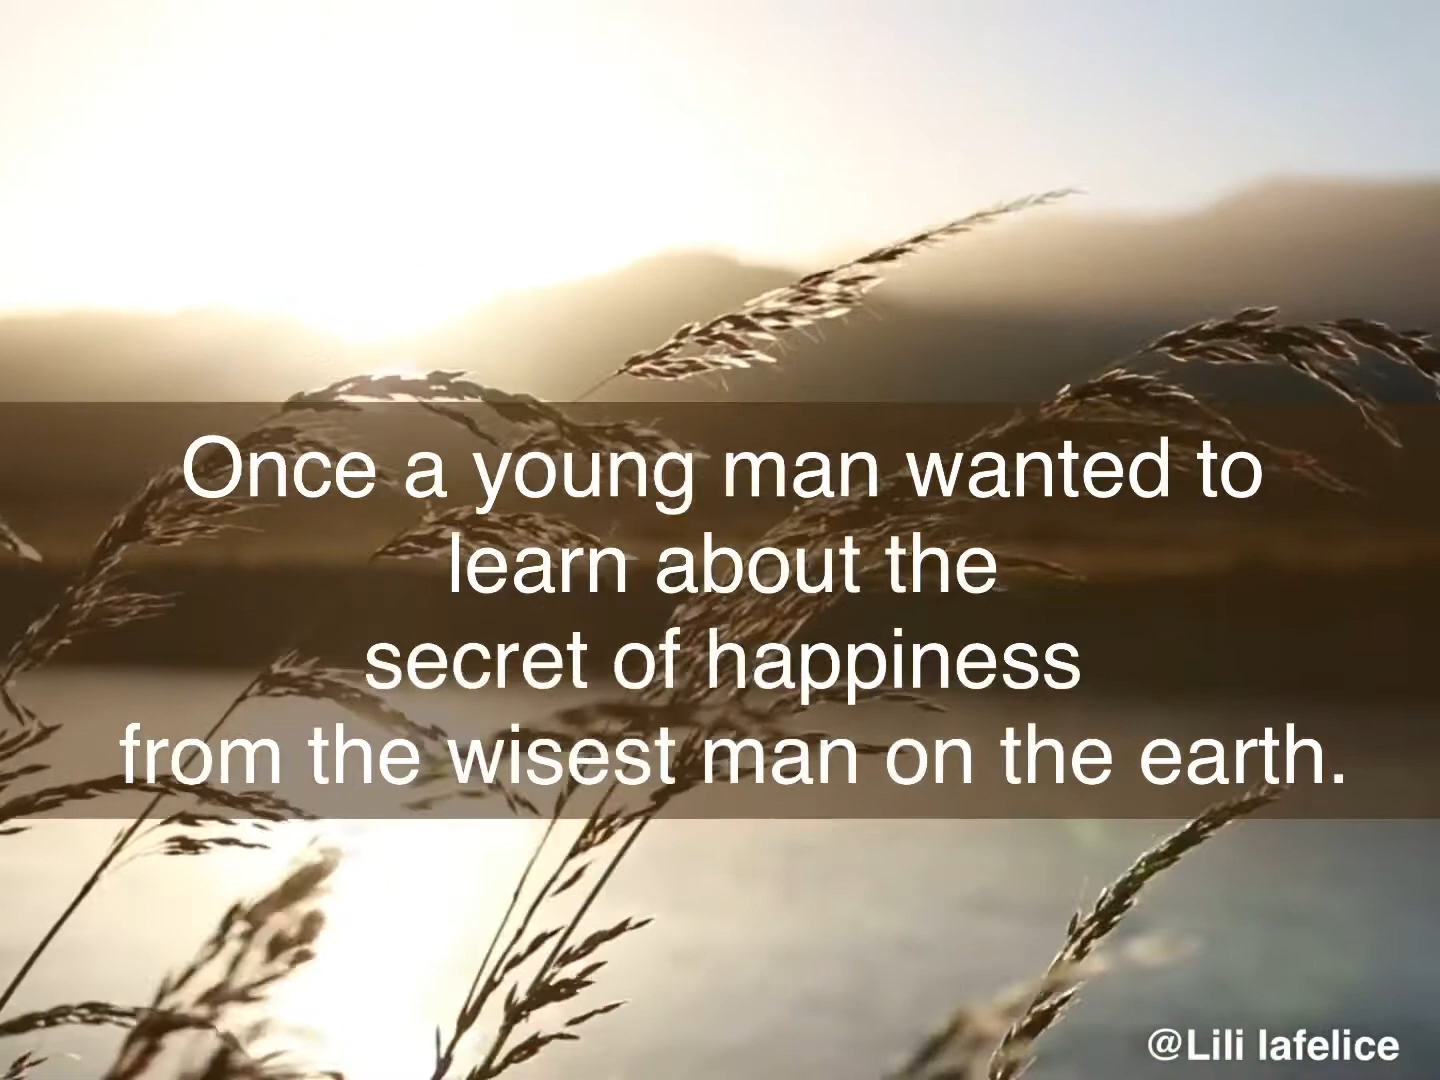 Once a young man wanted to
learn about the
secret of happiness
from the wisest man on the earth.
@Lili lafelice